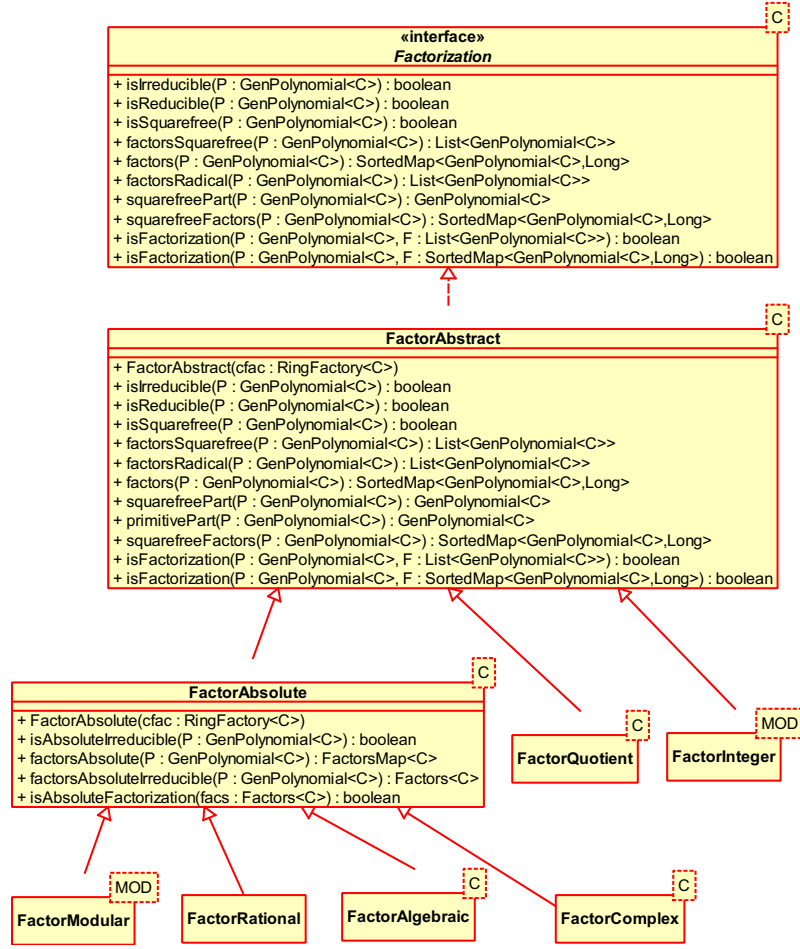 C
«interface»
Factorization
+ isIrreducible(P : GenPolynomial<C>) : boolean
+ isReducible(P : GenPolynomial<C>) : boolean
+ isSquarefree(P : GenPolynomial<C>) : boolean
+ factorsSquarefree(P : GenPolynomial<C>) : List<GenPolynomial<C>>
+ factors(P : GenPolynomial<C>) : SortedMap<GenPolynomial<C>,Long>
+ factorsRadical(P : GenPolynomial<C>) : List<GenPolynomial<C>>
+ squarefreePart(P : GenPolynomial<C>) : GenPolynomial<C>
+ squarefreeFactors(P : GenPolynomial<C>) : SortedMap<GenPolynomial<C>,Long>
+ isFactorization(P : GenPolynomial<C>, F : List<GenPolynomial<C>>) : boolean
+ isFactorization(P : GenPolynomial<C>, F : SortedMap<GenPolynomial<C>,Long>) : boolean
C
FactorAbstract
+ FactorAbstract(cfac : RingFactory<C>)
+ isIrreducible(P : GenPolynomial<C>) : boolean
+ isReducible(P : GenPolynomial<C>) : boolean
+ isSquarefree(P : GenPolynomial<C>) : boolean
+ factorsSquarefree(P : GenPolynomial<C>) : List<GenPolynomial<C>>
+ factorsRadical(P : GenPolynomial<C>) : List<GenPolynomial<C>>
+ factors(P : GenPolynomial<C>) : SortedMap<GenPolynomial<C>,Long>
+ squarefreePart(P : GenPolynomial<C>) : GenPolynomial<C>
+ primitivePart(P : GenPolynomial<C>) : GenPolynomial<C>
+ squarefreeFactors(P : GenPolynomial<C>) : SortedMap<GenPolynomial<C>,Long>
+ isFactorization(P : GenPolynomial<C>, F : List<GenPolynomial<C>>) : boolean
+ isFactorization(P : GenPolynomial<C>, F : SortedMap<GenPolynomial<C>,Long>) : boolean
C
FactorAbsolute
+ FactorAbsolute(cfac : RingFactory<C>)
+ isAbsoluteIrreducible(P : GenPolynomial<C>) : boolean
+ factorsAbsolute(P : GenPolynomial<C>) : FactorsMap<C>
+ factorsAbsoluteIrreducible(P : GenPolynomial<C>) : Factors<C>
+ isAbsoluteFactorization(facs : Factors<C>) : boolean
C
FactorQuotient
MOD
FactorInteger
MOD
FactorModular
FactorRational
C
FactorAlgebraic
C
FactorComplex